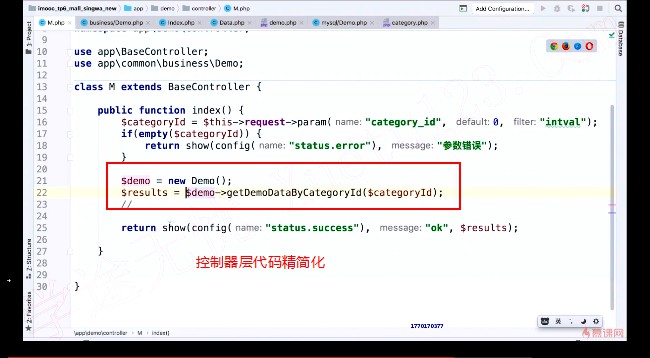 imooc_tp6_mall_singwa_new app demo controller M.php Add Configuration...
M.php business/Demo.php Index.php Data.php demo.php mysql/Demo.php category.php
1: Project
Database
10 use app\BaseController;
11 use app\common\business\Demo;
12
13 class M extends BaseController {
14
15 public function index() {
16 $categoryId = $this->request->param( name: "category_id", default: 0, filter: "intval");
17 if(empty($categoryId)) {
18 return show(config( name: "status.error"), message: "参数错误");
19 }
20
21 $demo = new Demo();
22 $results = $demo->getDemoDataByCategoryId($categoryId);
23 //
24
25 return show(config( name: "status.success"), message: "ok", $results);
26
27 }
28 控制器层代码精简化
29
30 }
Z: Structure
2: Favorites
英
1770170377
慕课网
\app\demo\controller M index()